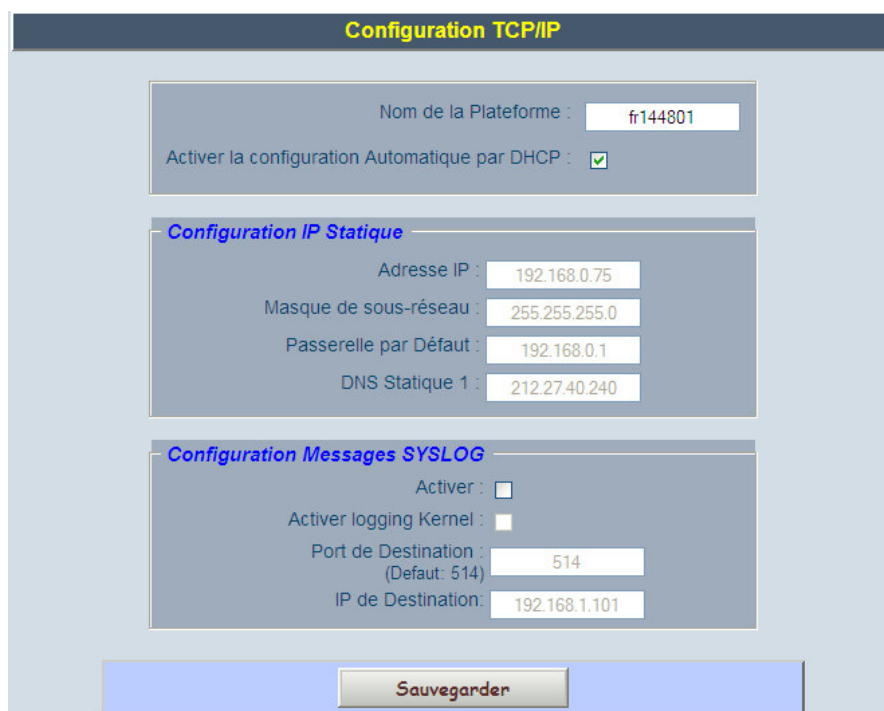 Configuration TCP/IP
Nom de la Plateforme : fr144801
Activer la configuration Automatique par DHCP :
Configuration IP Statique
Adresse IP : 192.168.0.75
Masque de sous-réseau : 255.255.255.0
Passerelle par Défaut : 192.168.0.1
DNS Statique 1 : 212.27.40.240
Configuration Messages SYSLOG
Activer :
Activer logging Kernel :
Port de Destination : 514
(Defaut: 514)
IP de Destination: 192.168.1.101
Sauvegarder